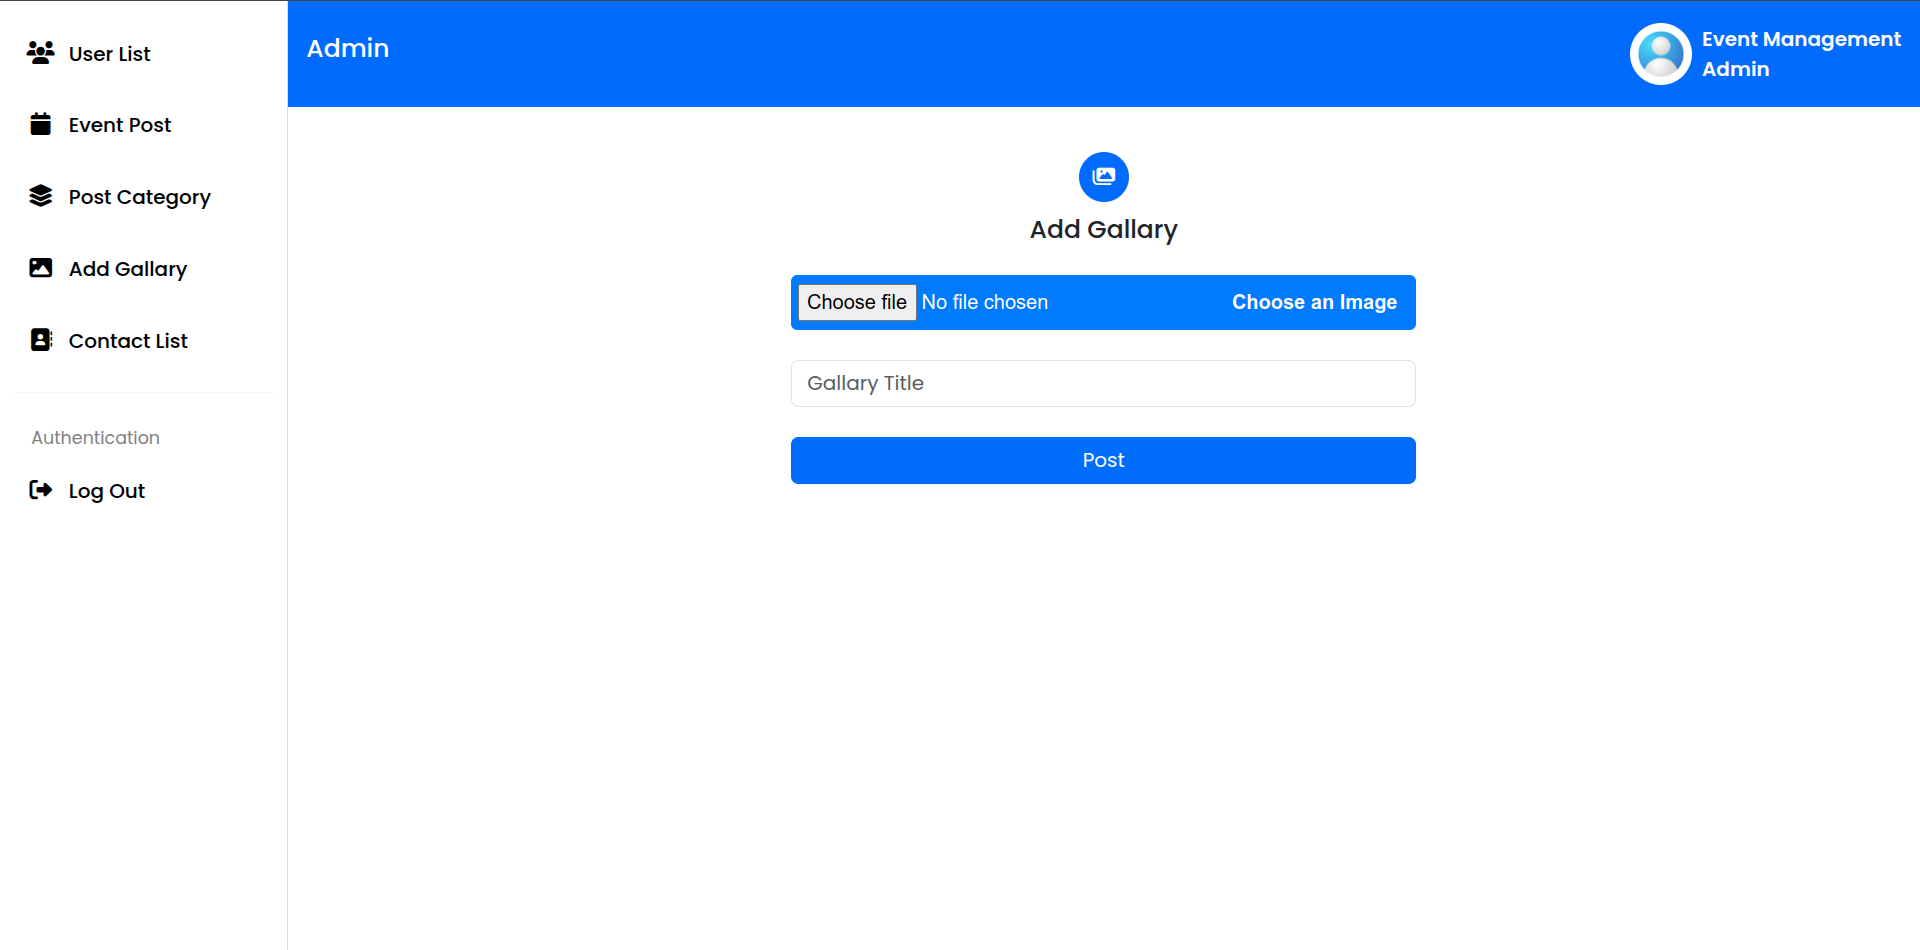 User List
Event Post
Post Category
Add Gallary
Contact List
Authentication
Log Out
Admin
Event Management
Admin
Add Gallary
Choose file No file chosen Choose an Image
Gallary Title
Post